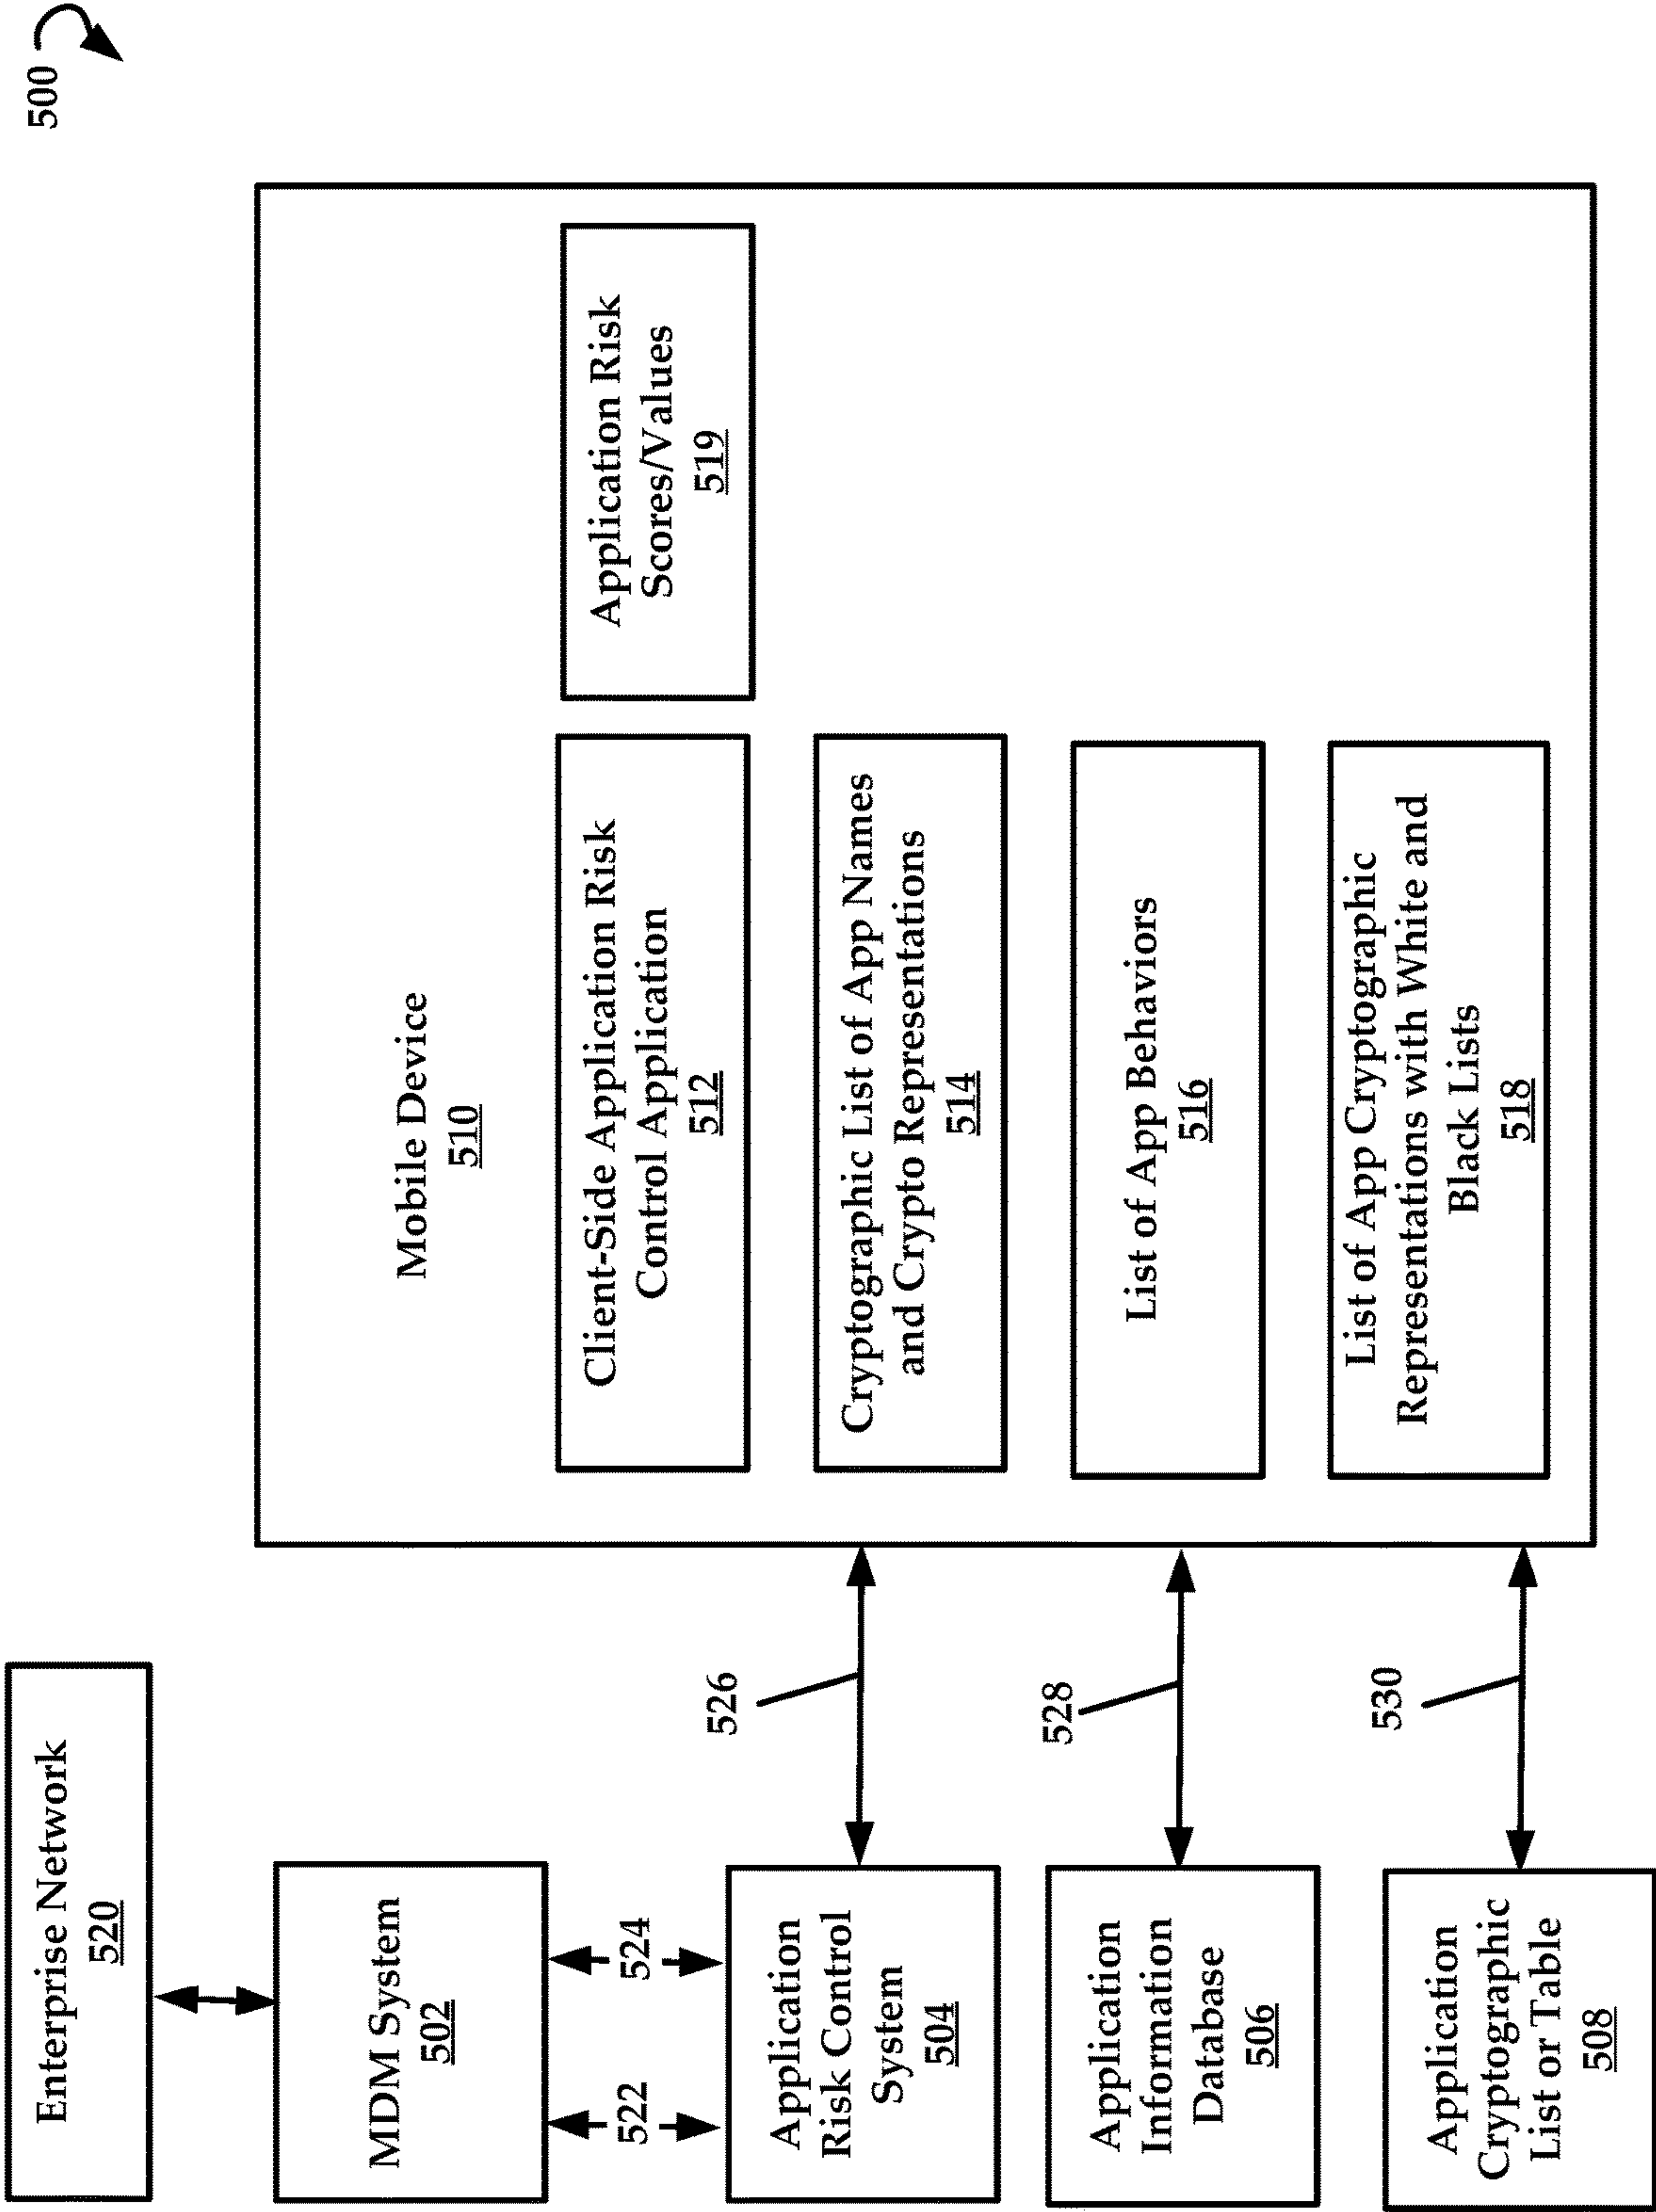 500
Enterprise Network
520
MDM System
502
522
524
Application
Risk Control
System
504
Application
Information
Database
506
Application
Cryptographic
List or Table
508
526
528
530
Mobile Device
510
Client-Side Application Risk
Control Application
512
Application Risk
Scores/Values
519
Cryptographic List of App Names
and Crypto Representations
514
List of App Behaviors
516
List of App Cryptographic
Representations with White and
Black Lists
518